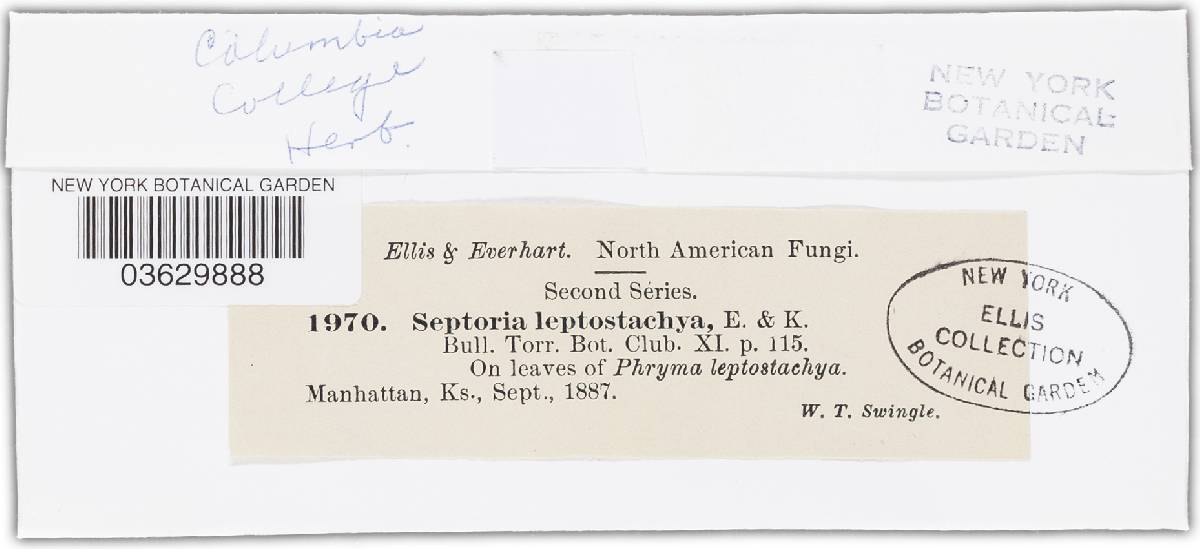 Columbia
College
Herb.
NEW YORK
BOTANICAL
GARDEN
NEW YORK BOTANICAL GARDEN
03629888
Ellis & Everhart. North American Fungi.
Second Series.
1970. Septoria leptostachya, E. & K.
Bull. Torr. Bot. Club. XI. p. 115.
On leaves of Phryma leptostachya.
Manhattan, Ks., Sept., 1887.
W. T. Swingle.
NEW YORK
ELLIS
COLLECTION
BOTANICAL GARDEN